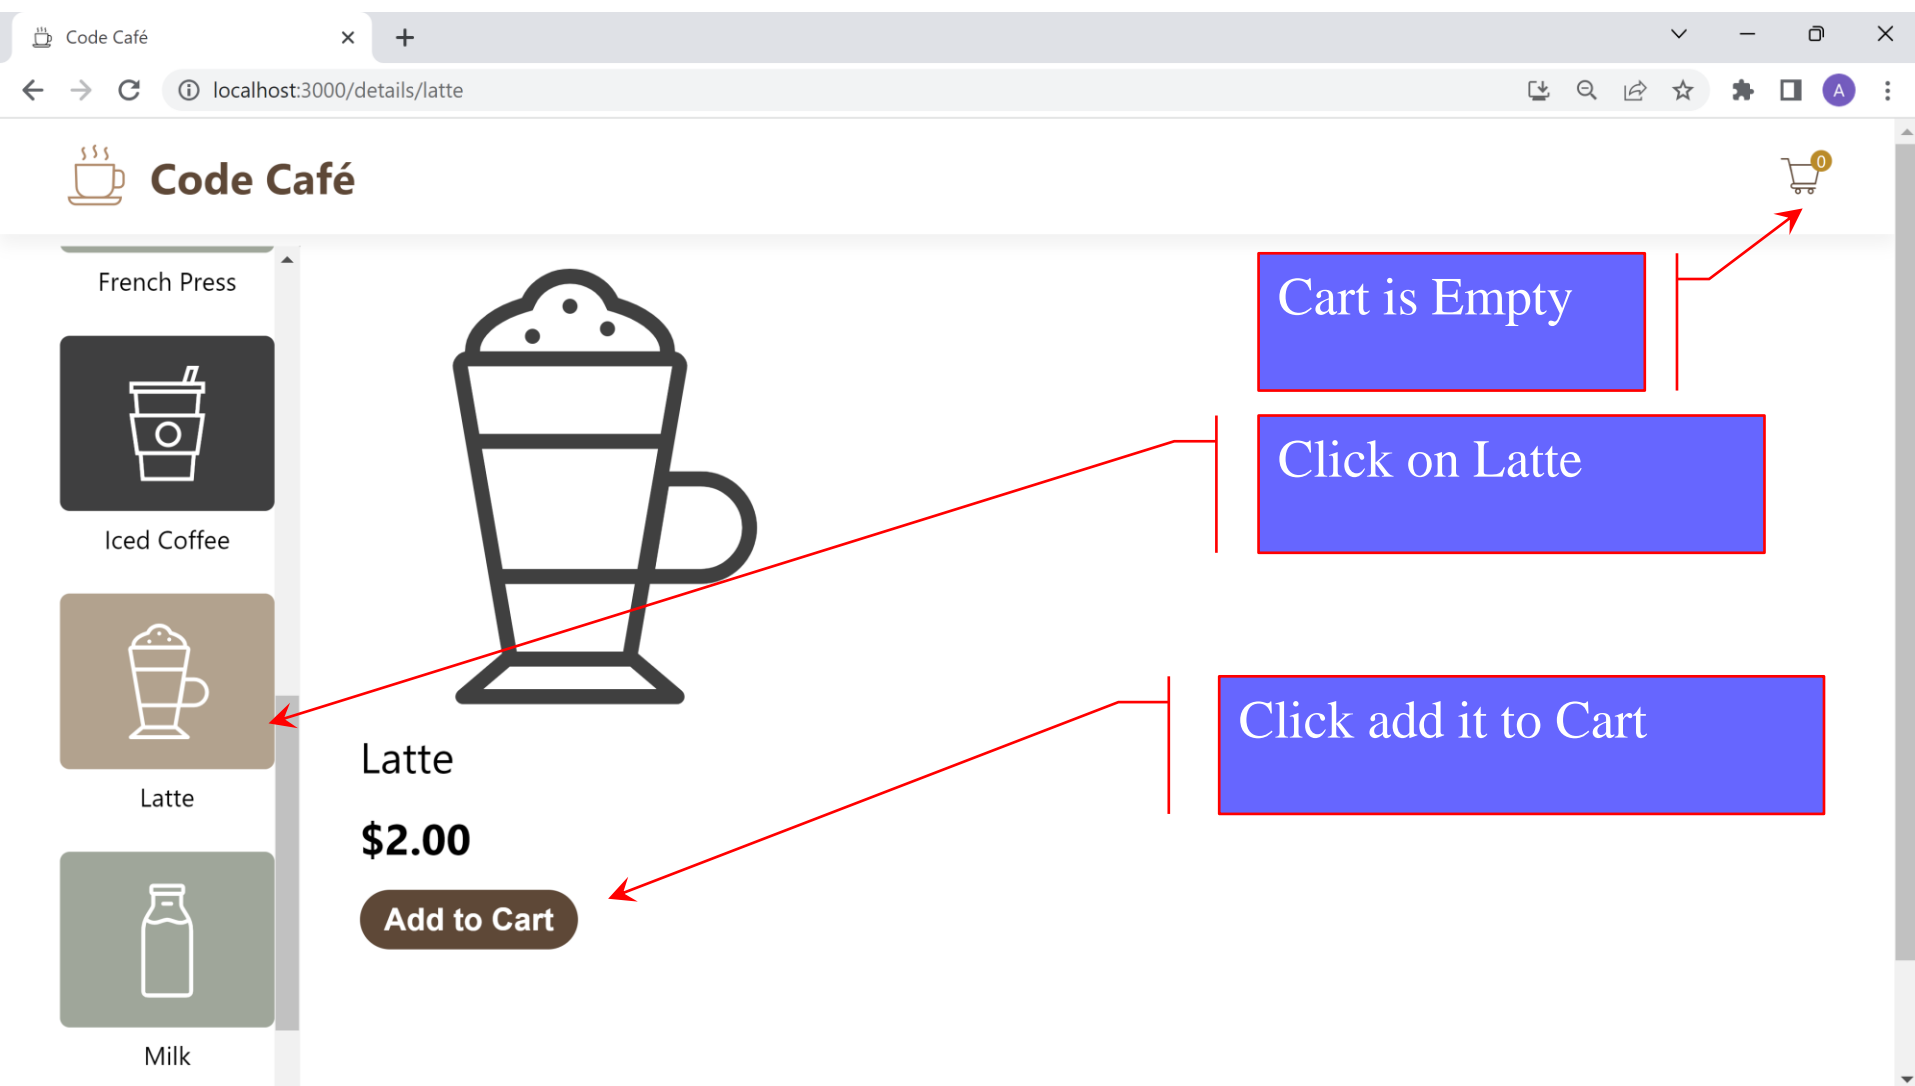 Code Café
localhost:3000/details/latte
A
Code Café
0
French Press
Cart is Empty
Click on Latte
Iced Coffee
Latte
Click add it to Cart
Latte
$2.00
Add to Cart
Milk